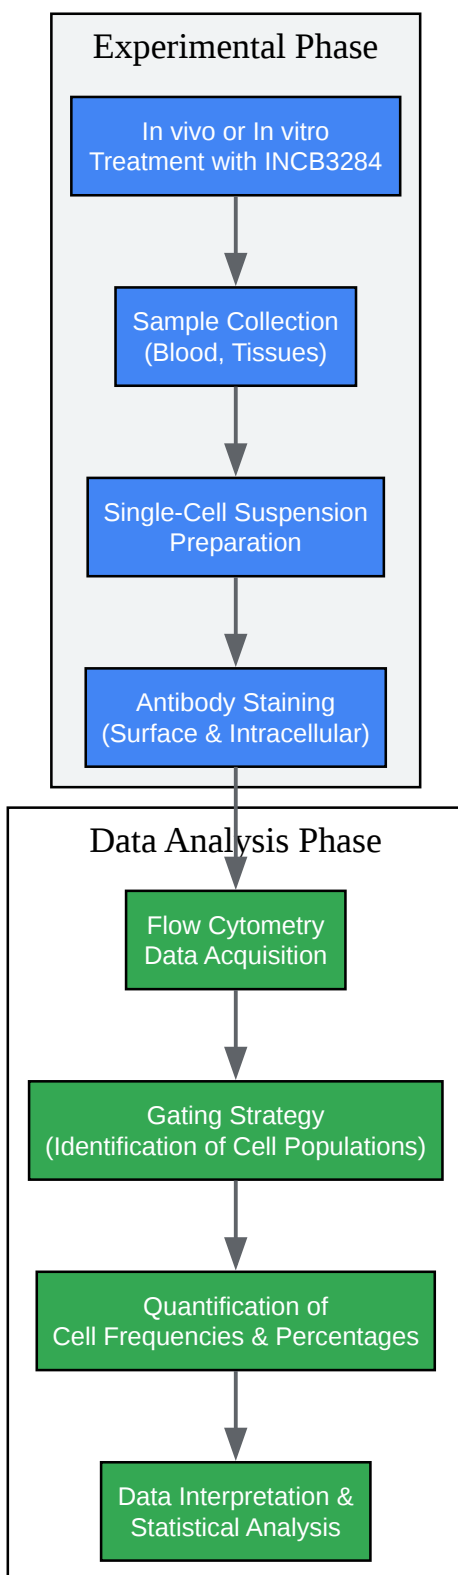 Experimental Phase
In vivo or In vitro
Treatment with INCB3284
Sample Collection
(Blood, Tissues)
Single-Cell Suspension
Preparation
Antibody Staining
(Surface & Intracellular)
Data Analysis Phase
Flow Cytometry
Data Acquisition
Gating Strategy
(Identification of Cell Populations)
Quantification of
Cell Frequencies & Percentages
Data Interpretation &
Statistical Analysis